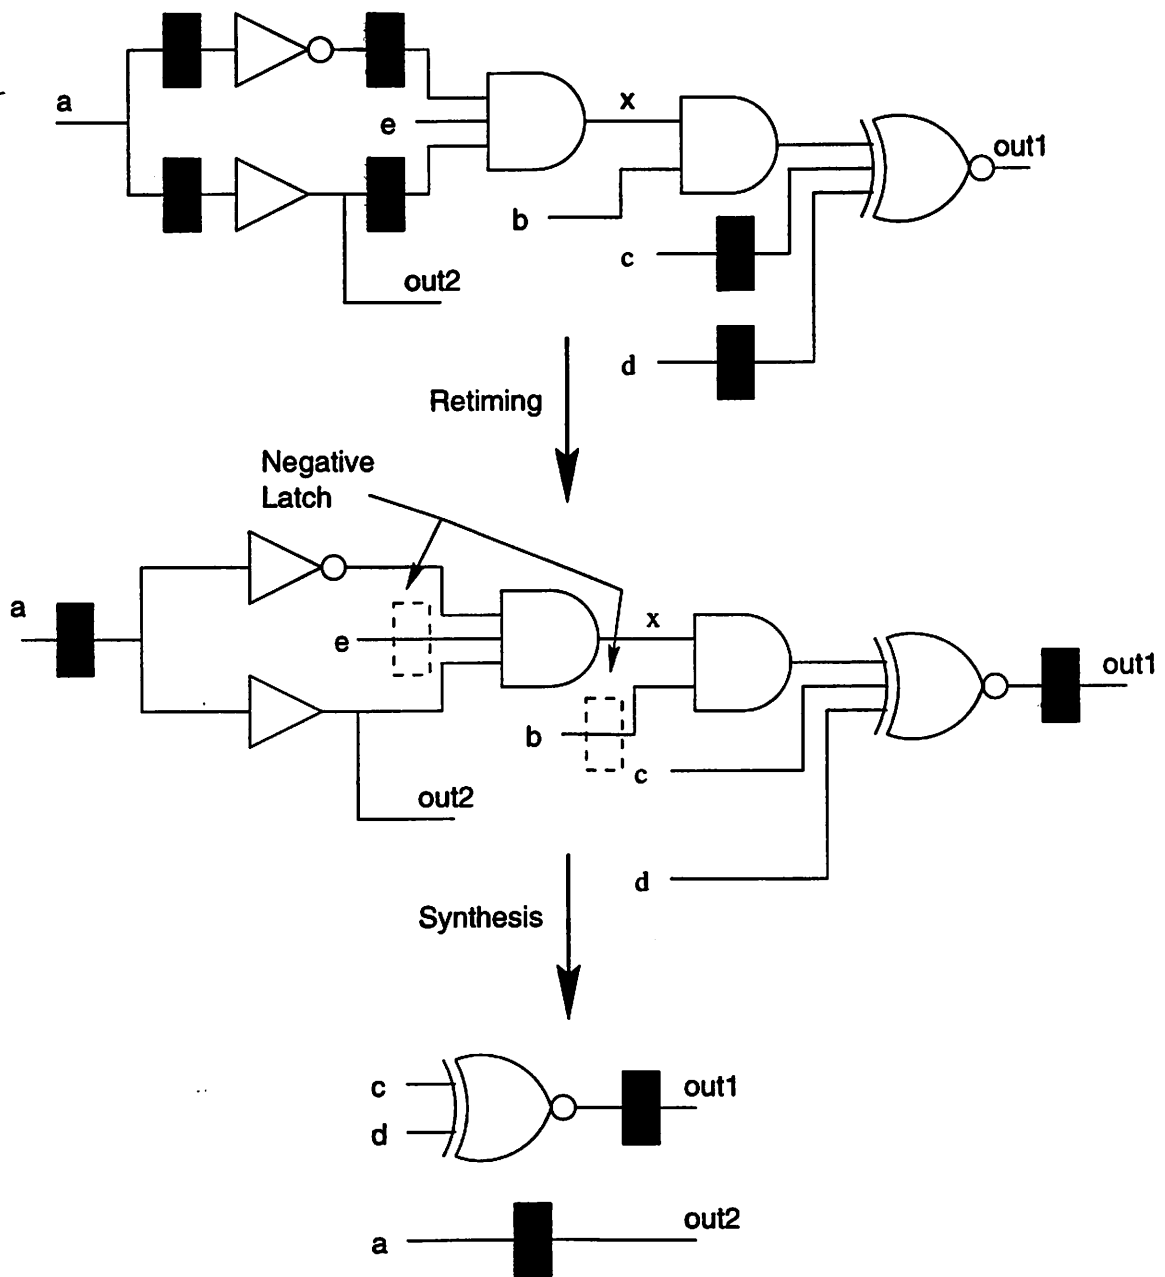 a
e
x
out1
b
c
out2
d
Retiming
Negative
Latch
a
e
x
out1
b
c
out2
d
Synthesis
c
out1
d
out2
a